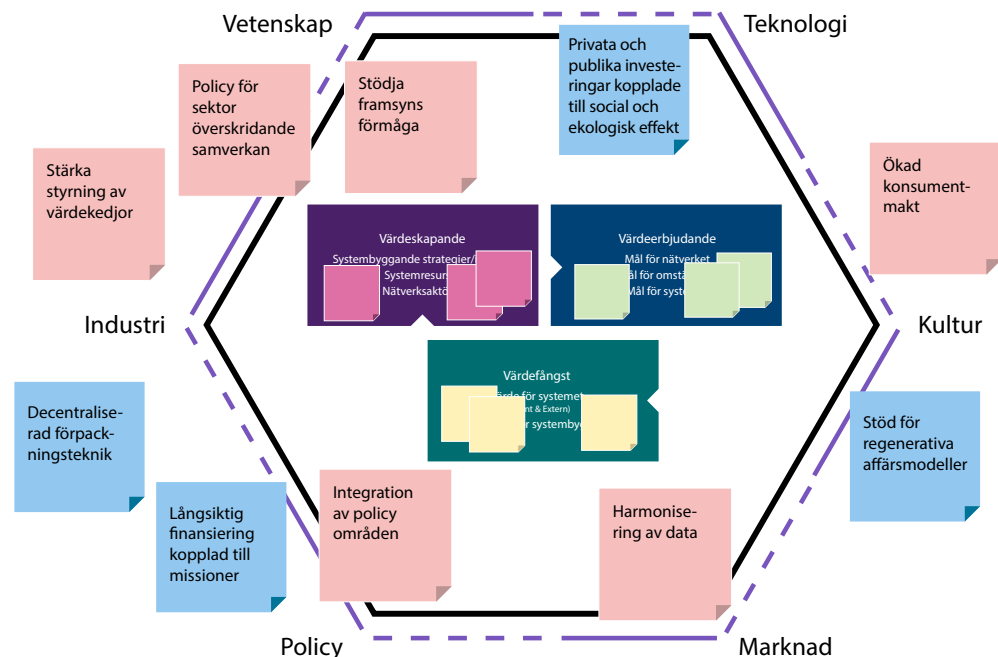 Vetenskap
Teknologi
Privata och
publika investe-
ringar kopplade
till social och
ekologisk effekt
Policy för
sektor
överskridande
samverkan
Stödja
framsyns
förmåga
Stärka
styrning av
värdekedjor
Ökad
konsument-
makt
Värdeskapande
Systembyggande strategier/
Systemresur
Nätverksaktö
Värdeerbjudande
Mål för nätverket
ål för omstä
Mål för syste
Industri
Kultur
Värdefångst
rde för systemet
nt & Extern)
r systemby
Decentralise-
rad förpack-
ningsteknik
Stöd för
regenerativa
affärsmodeller
Långsiktig
finansiering
kopplad till
missioner
Integration
av policy
områden
Harmonise-
ring av data
Policy
Marknad